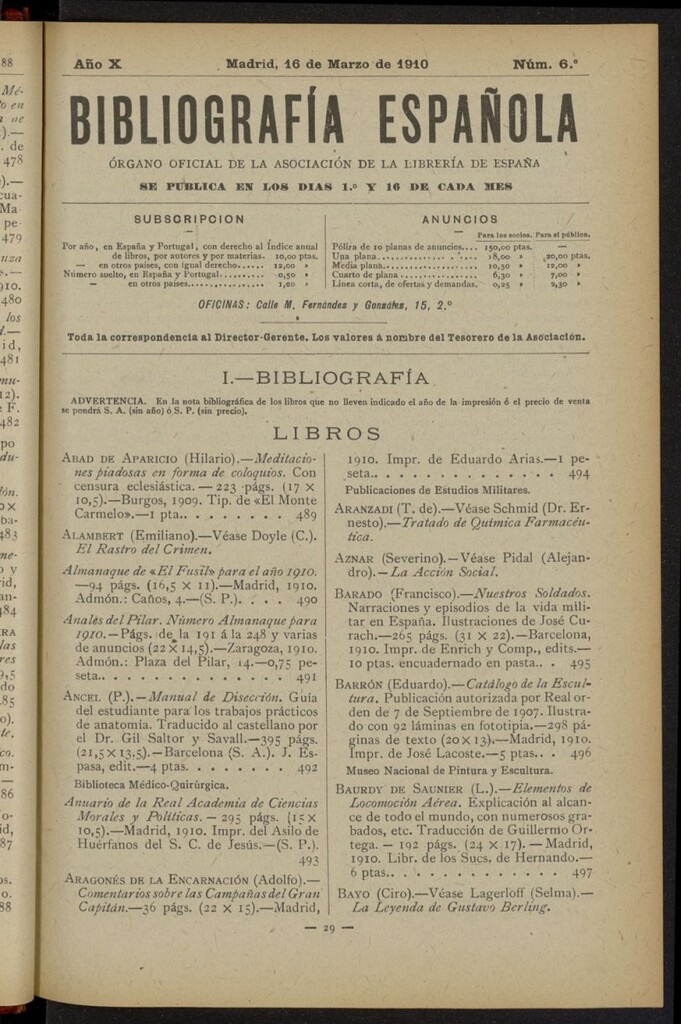 Año X
Madrid, 16 de Marzo de 1910
Núm. 6.º
BIBLIOGRAFÍA ESPAÑOLA
ÓRGANO OFICIAL DE LA ASOCIACIÓN DE LA LIBRERÍA DE ESPAÑA
SE PUBLICA EN LOS DIAS 1.º Y 16 DE CADA MES
SUBSCRIPCION
Por año, en España y Portugal, con derecho al Índice anual
de libros, por autores y por materias. 10,00 ptas.
— en otros países, con igual derecho...... 12,00 »
Número suelto, en España y Portugal.......... 0,50 »
— en otros países................ 1,00 »
ANUNCIOS
Para los socios. Para el público.
Póliza de 10 planas de anuncios.... 150,00 ptas. —
Una plana........................ 18,00 » 20,00 ptas.
Media plana...................... 10,50 » 12,00 »
Cuarto de plana.................. 6,30 » 7,00 »
Línea corta, de ofertas y demandas. 0,25 » 0,30 »
OFICINAS: Calle M. Fernández y González, 15, 2.º
Toda la correspondencia al Director-Gerente. Los valores á nombre del Tesorero de la Asociación.
I.—BIBLIOGRAFÍA
ADVERTENCIA. En la nota bibliográfica de los libros que no lleven indicado el año de la impresión ó el precio de venta
se pondrá S. A. (sin año) ó S. P. (sin precio).
LIBROS
ABAD DE APARICIO (Hilario).—Meditacio-
nes piadosas en forma de coloquios. Con
censura eclesiástica. — 223 págs. (17 ×
10,5).—Burgos, 1909. Tip. de «El Monte
Carmelo».—1 pta. . . . . . . . 489
ALAMBERT (Emiliano).—Véase Doyle (C.).
El Rastro del Crimen.
Almanaque de «El Fusil» para el año 1910.
—94 págs. (16,5 × 11).—Madrid, 1910.
Admón.: Caños, 4.—(S. P.). . . . 490
Anales del Pilar. Número Almanaque para
1910.—Págs. de la 191 á la 248 y varias
de anuncios (22 × 14,5).—Zaragoza, 1910.
Admón.: Plaza del Pilar, 14.—0,75 pe-
seta. . . . . . . . . . . . . . 491
ANCEL (P.).—Manual de Disección. Guía
del estudiante para los trabajos prácticos
de anatomía. Traducido al castellano por
el Dr. Gil Saltor y Savall.—395 págs.
(21,5×13,5).—Barcelona (S. A.). J. Es-
pasa, edit.—4 ptas. . . . . . . . 492
Biblioteca Médico-Quirúrgica.
Anuario de la Real Academia de Ciencias
Morales y Políticas. — 295 págs. (15 ×
10,5).—Madrid, 1910. Impr. del Asilo de
Huérfanos del S. C. de Jesús.—(S. P.).
493
ARAGONÉS DE LA ENCARNACIÓN (Adolfo).—
Comentarios sobre las Campañas del Gran
Capitán.—36 págs. (22 × 15).—Madrid,
1910. Impr. de Eduardo Arias.—1 pe-
seta. . . . . . . . . . . . . . 494
Publicaciones de Estudios Militares.
ARANZADI (T. de).—Véase Schmid (Dr. Er-
nesto).—Tratado de Química Farmacéu-
tica.
AZNAR (Severino).—Véase Pidal (Alejan-
dro).—La Acción Social.
BARADO (Francisco).—Nuestros Soldados.
Narraciones y episodios de la vida mili-
tar en España. Ilustraciones de José Cu-
rach.—265 págs. (31 × 22).—Barcelona,
1910. Impr. de Enrich y Comp., edits.—
10 ptas. encuadernado en pasta. . 495
BARRÓN (Eduardo).—Catálogo de la Escul-
tura. Publicación autorizada por Real or-
den de 7 de Septiembre de 1907. Ilustra-
do con 92 láminas en fototipia.—298 pá-
ginas de texto (20×13).—Madrid, 1910.
Impr. de José Lacoste.—5 ptas. . 496
Museo Nacional de Pintura y Escultura.
BAURDY DE SAUNIER (L.).—Elementos de
Locomoción Aérea. Explicación al alcan-
ce de todo el mundo, con numerosos gra-
bados, etc. Traducción de Guillermo Or-
tega. — 192 págs. (24 × 17). — Madrid,
1910. Libr. de los Sucs. de Hernando.—
6 ptas. . . . . . . . . . . . . 497
BAYO (Ciro).—Véase Lagerloff (Selma).—
La Leyenda de Gustavo Berling.
— 29 —